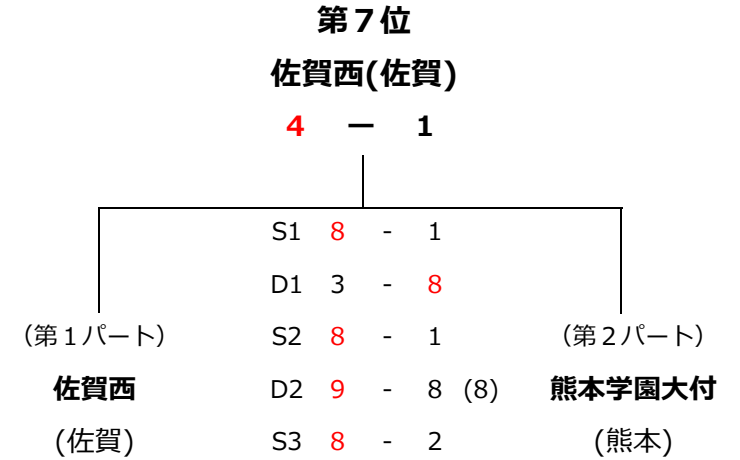 第７位
佐賀西(佐賀)
4 ー 1
S1 8 - 1
D1 3 - 8
（第１パート） S2 8 - 1 （第２パート）
佐賀西 D2 9 - 8 (8) 熊本学園大付
(佐賀) S3 8 - 2 (熊本)